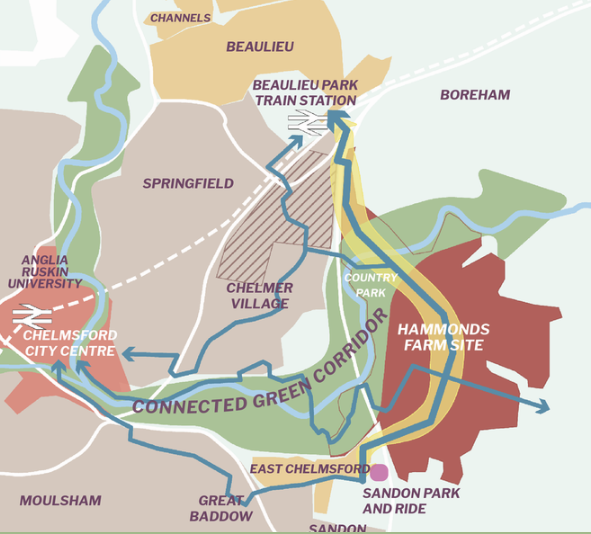 CHANNELS
BEAULIEU
BEAULIEU PARK
TRAIN STATION
BOREHAM
SPRINGFIELD
ANGLIA
RUSKIN
UNIVERSITY
CHELMER
VILLAGE
COUNTRY
PARK
CHELMSFORD
CITY CENTRE
HAMMONDS
FARM SITE
CONNECTED GREEN CORRIDOR
EAST CHELMSFORD
MOULSHAM
GREAT
BADDOW
SANDON PARK
AND RIDE
SANDON